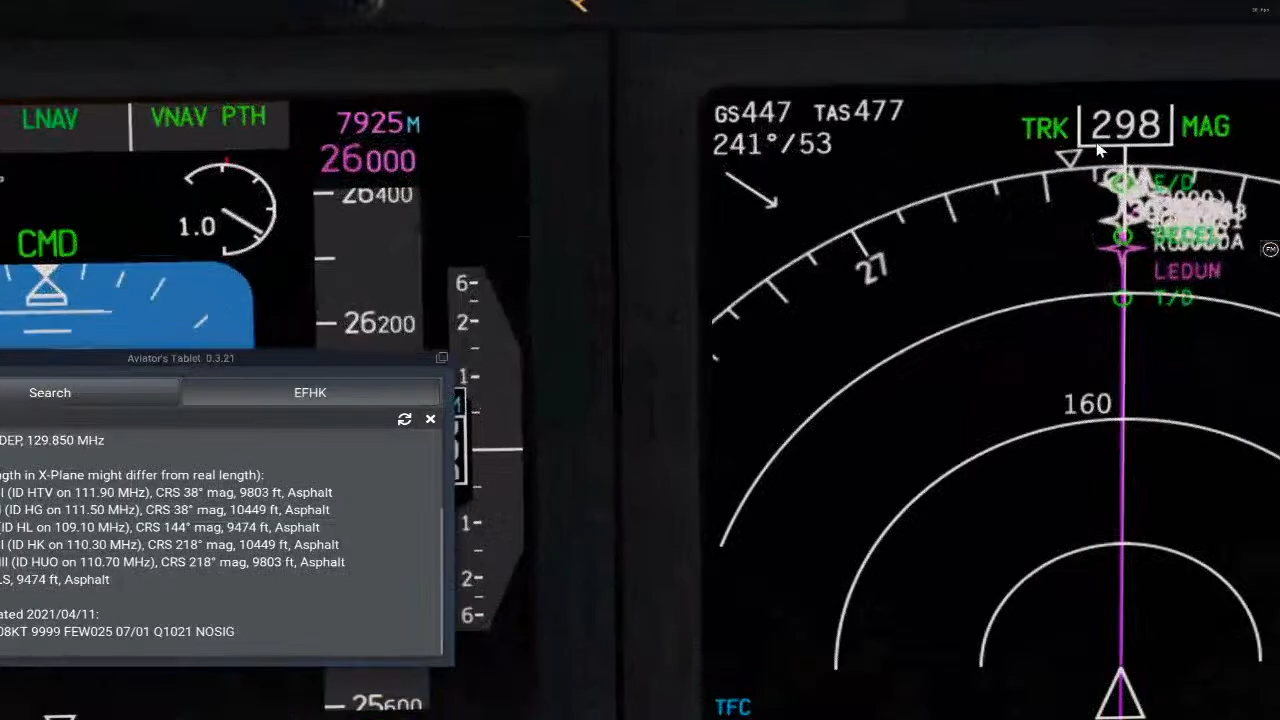 LNAV
VNAV PTH
7925M
26000
26400
1.0
CMD
26200
6
2
1
1
2
6
25600
GS447 TAS477
241°/53
TRK 298 MAG
E/D
27
LEDUN
T/D
160
TFC
Aviator's Tablet 0.3.21
Search
EFHK
DEP, 129.850 MHz
gth in X-Plane might differ from real length):
I (ID HTV on 111.90 MHz), CRS 38° mag, 9803 ft, Asphalt
I (ID HG on 111.50 MHz), CRS 38° mag, 10449 ft, Asphalt
(ID HL on 109.10 MHz), CRS 144° mag, 9474 ft, Asphalt
I (ID HK on 110.30 MHz), CRS 218° mag, 10449 ft, Asphalt
III (ID HUO on 110.70 MHz), CRS 218° mag, 9803 ft, Asphalt
LS, 9474 ft, Asphalt
ated 2021/04/11:
08KT 9999 FEW025 07/01 Q1021 NOSIG